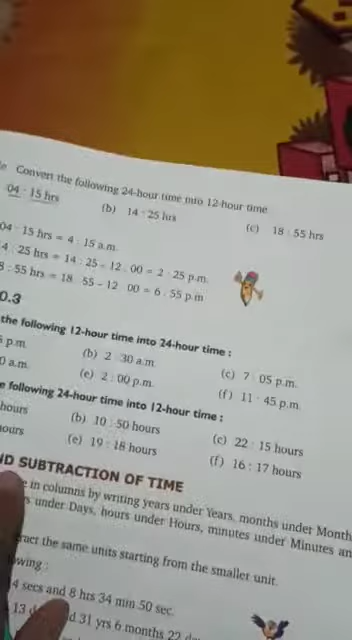 Convert the following 24-hour time into 12-hour time
04 : 15 hrs (b) 14 : 25 hrs (c) 18 : 55 hrs
04 : 15 hrs = 4 : 15 a.m.
4 : 25 hrs = 14 : 25 - 12 : 00 = 2 : 25 p.m.
8 : 55 hrs = 18 : 55 - 12 : 00 = 6 : 55 p.m
0.3
the following 12-hour time into 24-hour time :
p.m. (b) 2 : 30 a.m. (c) 7 : 05 p.m.
a.m. (e) 2 : 00 p.m. (f) 11 : 45 p.m.
following 24-hour time into 12-hour time :
hours (b) 10 : 50 hours (c) 22 : 15 hours
ours (e) 19 : 18 hours (f) 16 : 17 hours
D SUBTRACTION OF TIME
in columns by writing years under Years, months under Month
under Days, hours under Hours, minutes under Minutes an
ract the same units starting from the smaller unit.
owing :
4 secs and 8 hrs 34 min 50 sec.
13 d 31 yrs 6 months 22